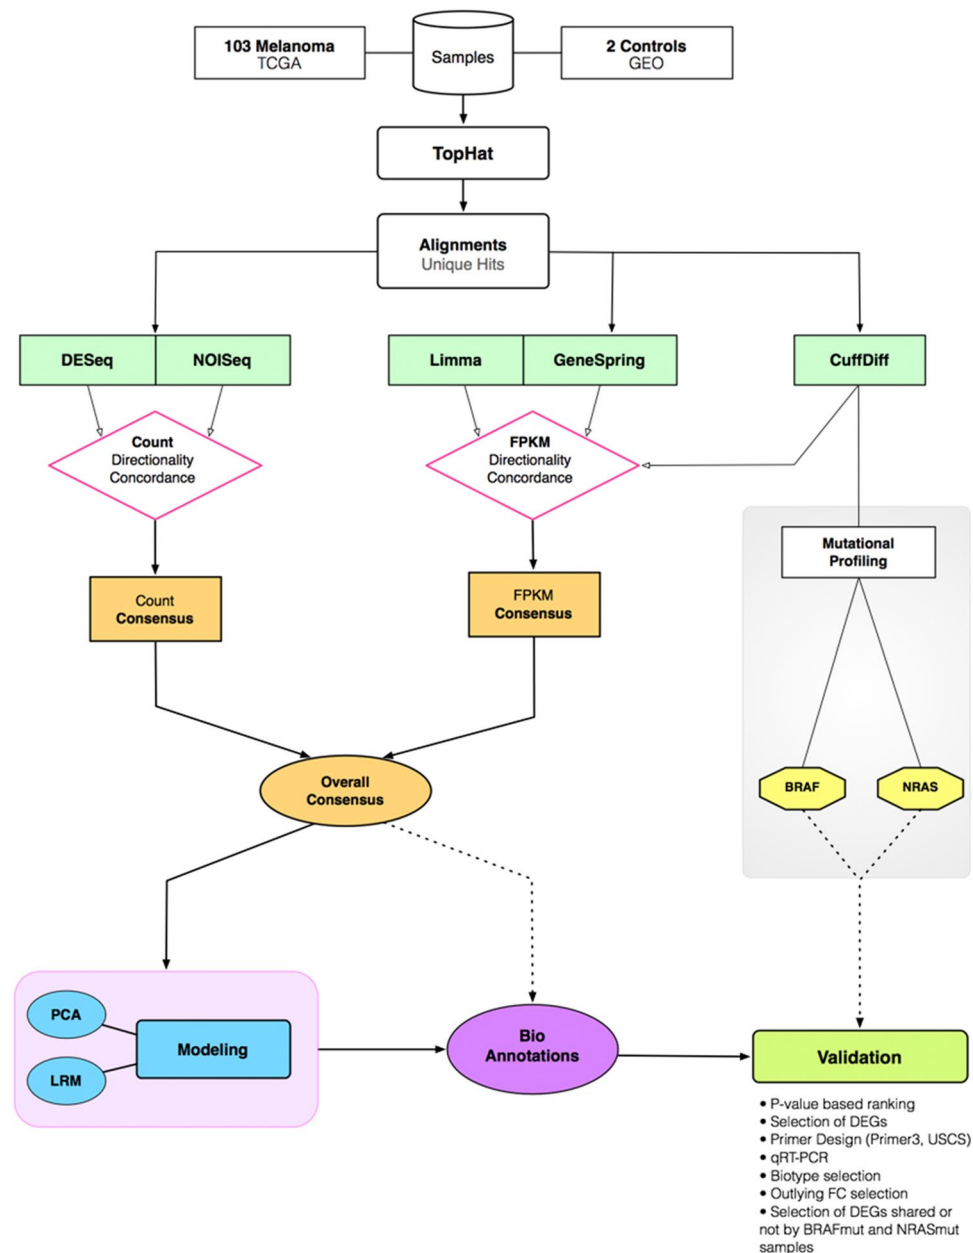 103 Melanoma
TCGA
Samples
2 Controls
GEO
TopHat
Alignments
Unique Hits
DESeq
NOISeq
Limma
GeneSpring
CuffDiff
Count
Directionality
Concordance
FPKM
Directionality
Concordance
Mutational
Profiling
Count
Consensus
FPKM
Consensus
Overall
Consensus
BRAF
NRAS
PCA
LRM
Modeling
Bio
Annotations
Validation
• P-value based ranking
• Selection of DEGs
• Primer Design (Primer3, USCS)
• qRT-PCR
• Biotype selection
• Outlying FC selection
• Selection of DEGs shared or
not by BRAFmut and NRASmut
samples